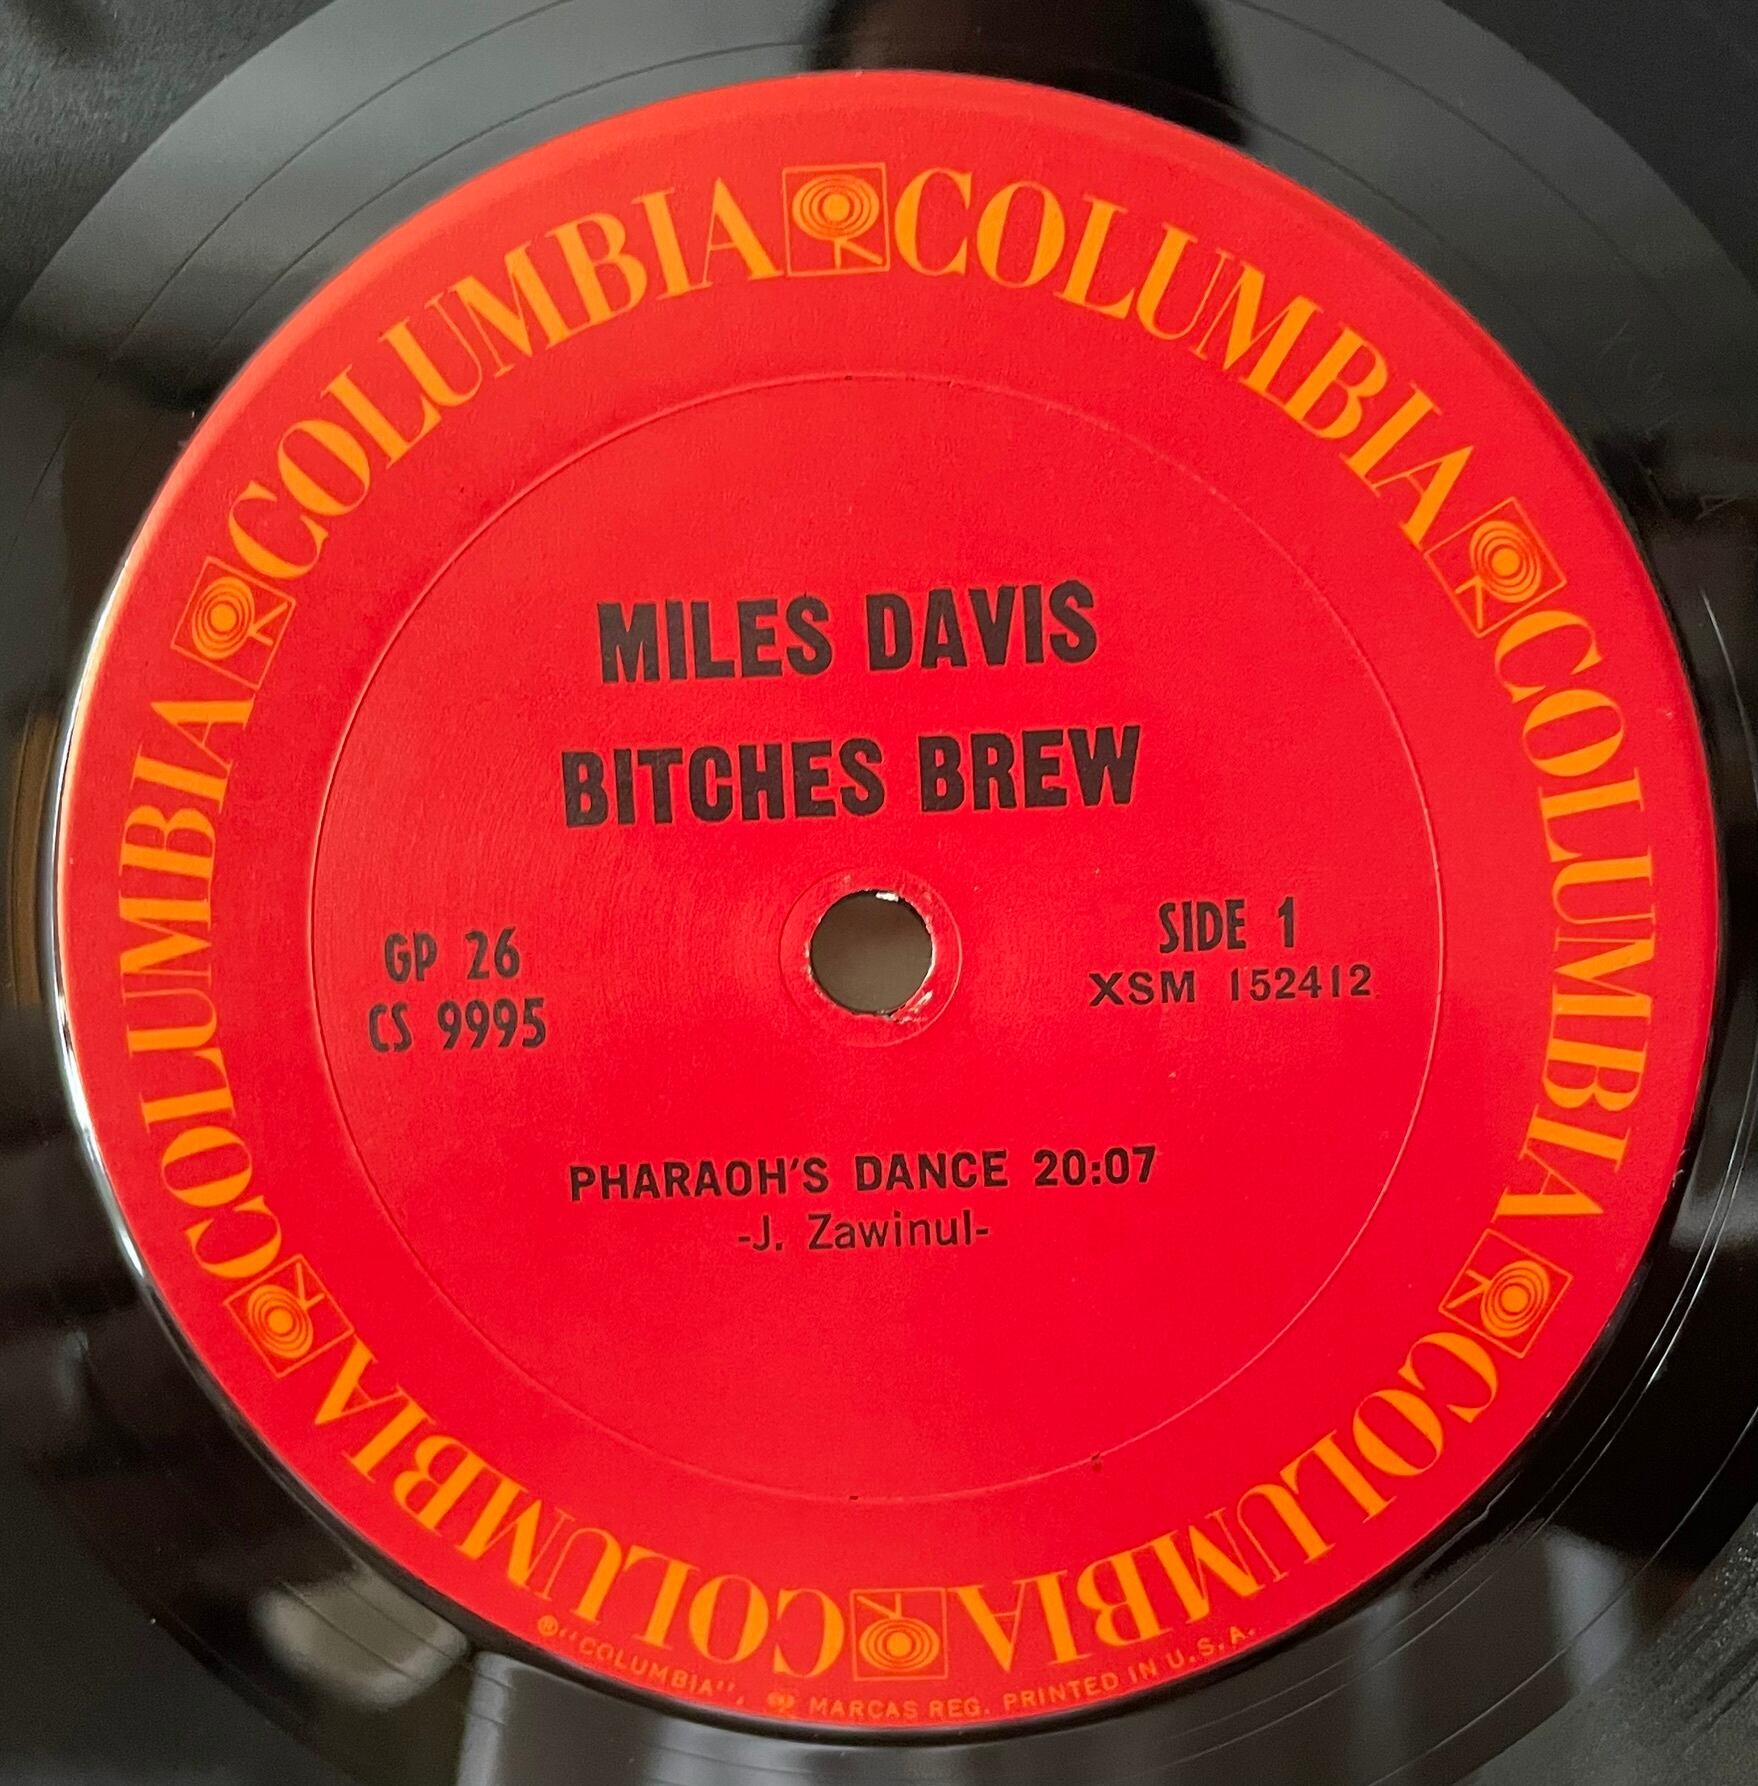 COLUMBIA COLUMBIA COLUMBIA COLUMBIA COLUMBIA COLUMBIA
MILES DAVIS
BITCHES BREW
GP 26
CS 9995
SIDE 1
XSM 152412
PHARAOH'S DANCE 20:07
-J. Zawinul-
®"COLUMBIA", MARCAS REG. PRINTED IN U.S.A.